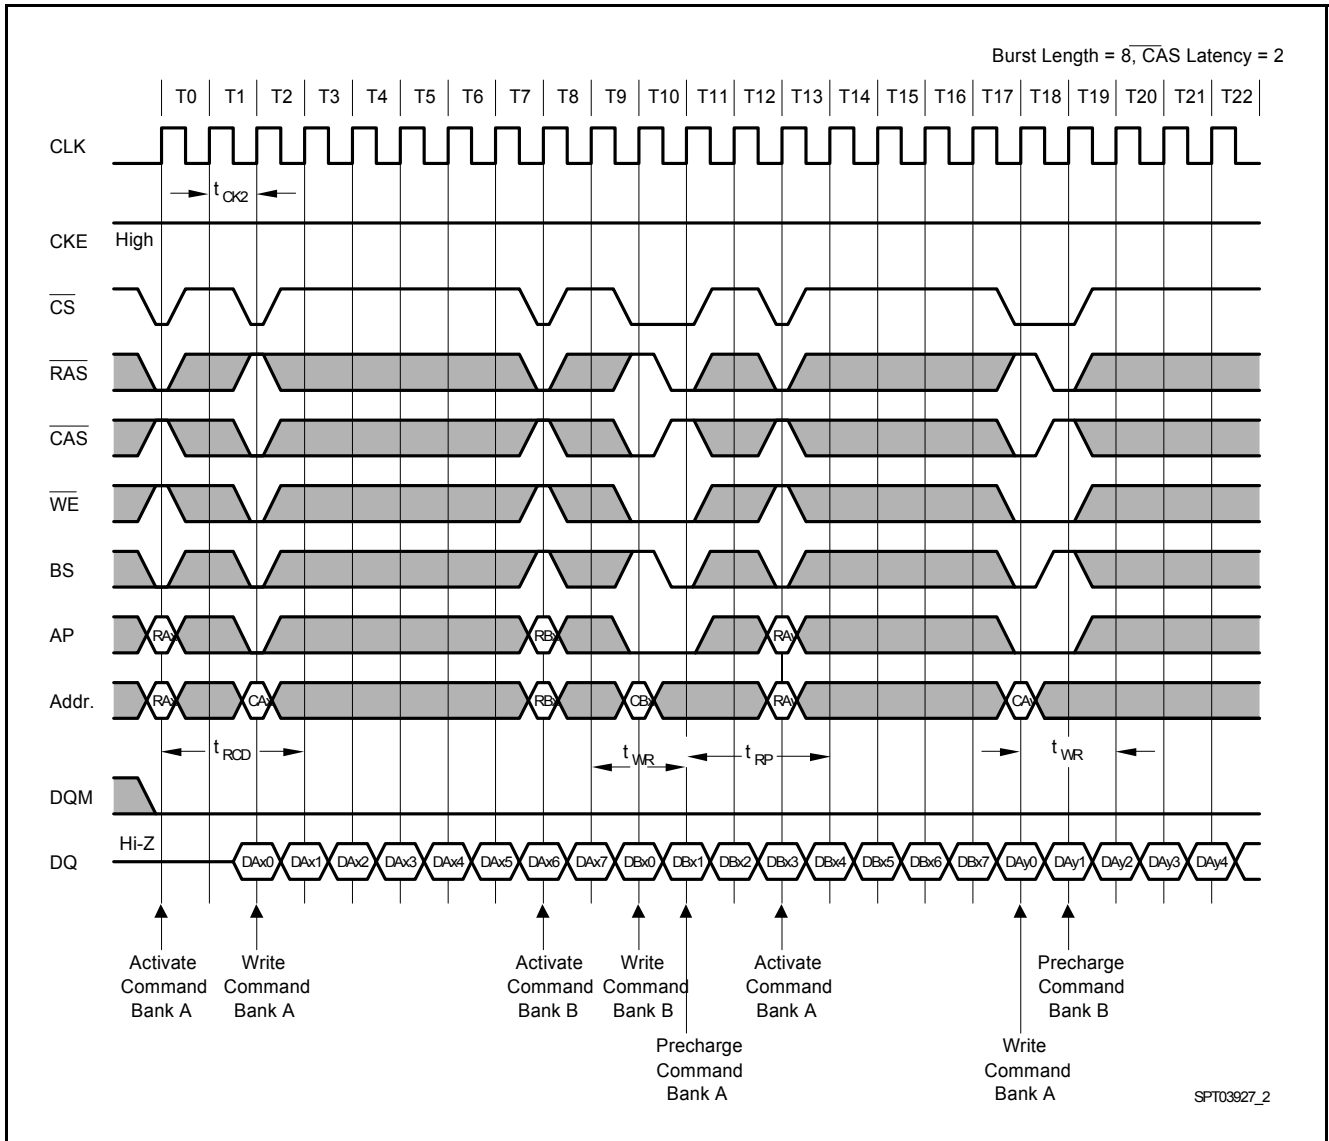 Burst Length = 8, CAS Latency = 2
T0 T1 T2 T3 T4 T5 T6 T7 T8 T9 T10 T11 T12 T13 T14 T15 T16 T17 T18 T19 T20 T21 T22
CLK
t CK2
CKE High
CS
RAS
CAS
WE
BS
AP RAx RBx RAy
Addr. RAx CAx RBx CBx RAy CAy
t RCD t WR t RP t WR
DQM
Hi-Z
DQ DAx0 DAx1 DAx2 DAx3 DAx4 DAx5 DAx6 DAx7 DBx0 DBx1 DBx2 DBx3 DBx4 DBx5 DBx6 DBx7 DAy0 DAy1 DAy2 DAy3 DAy4
Activate Command Bank A
Write Command Bank A
Activate Command Bank B
Write Command Bank B
Precharge Command Bank A
Activate Command Bank A
Write Command Bank A
Precharge Command Bank B
SPT03927_2